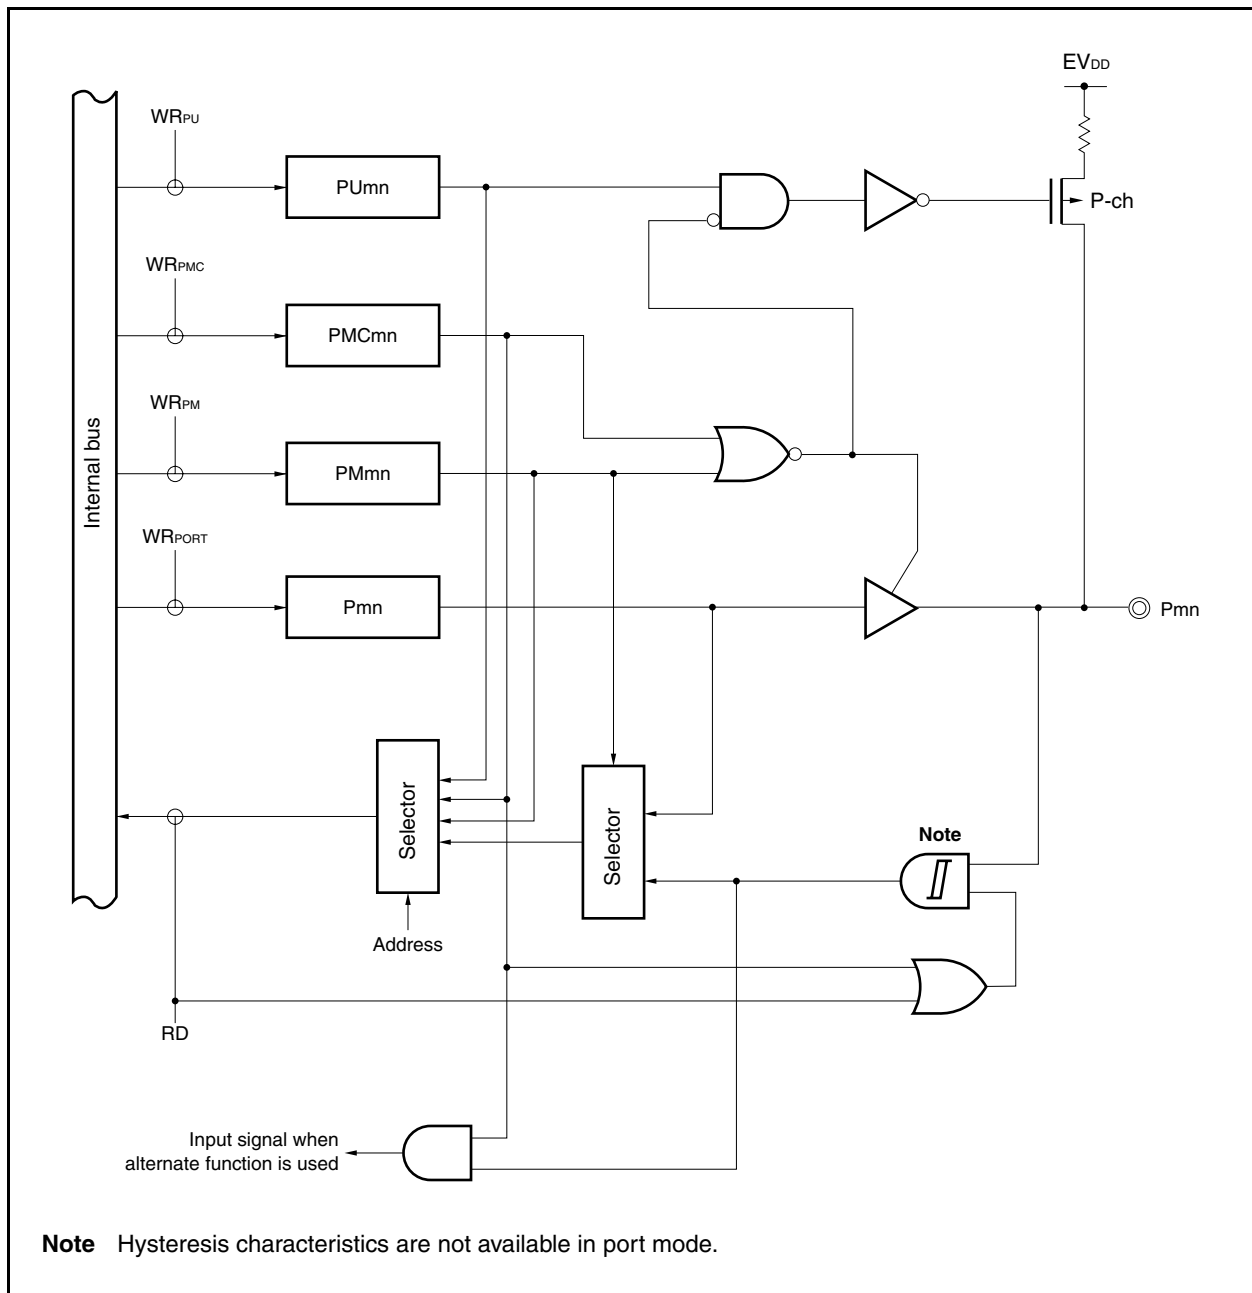 EVDD
WRPU
PUmn
P-ch
WRPMC
PMCmn
WRPM
PMmn
Internal bus
WRPORT
Pmn
Pmn
Selector
Selector
Note
Address
RD
Input signal when
alternate function is used
Note Hysteresis characteristics are not available in port mode.